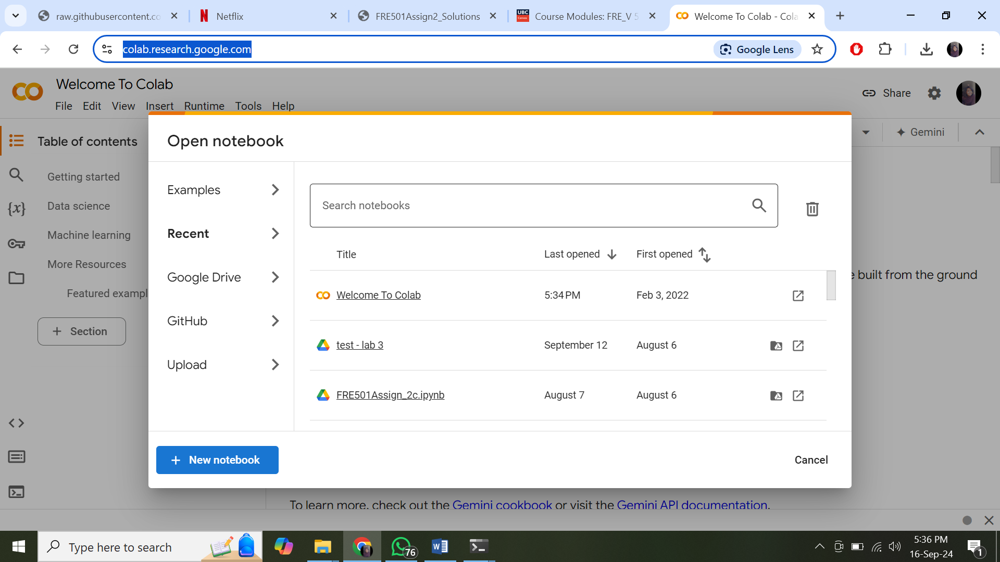 raw.githubusercontent.co
Netflix
FRE501Assign2_Solutions
UBC
Canvas
Course Modules: FRE_V 5
Welcome To Colab - Cola
colab.research.google.com
Google Lens
Welcome To Colab
File Edit View Insert Runtime Tools Help
Share
Table of contents
Getting started
Data science
Machine learning
More Resources
Featured exampl
+ Section
Gemini
Open notebook
Examples
Recent
Google Drive
GitHub
Upload
Search notebooks
Title Last opened First opened
Welcome To Colab 5:34 PM Feb 3, 2022
test - lab 3 September 12 August 6
FRE501Assign_2c.ipynb August 7 August 6
+ New notebook
Cancel
built from the ground
To learn more, check out the Gemini cookbook or visit the Gemini API documentation.
Type here to search
76
5:36 PM
16-Sep-24
1